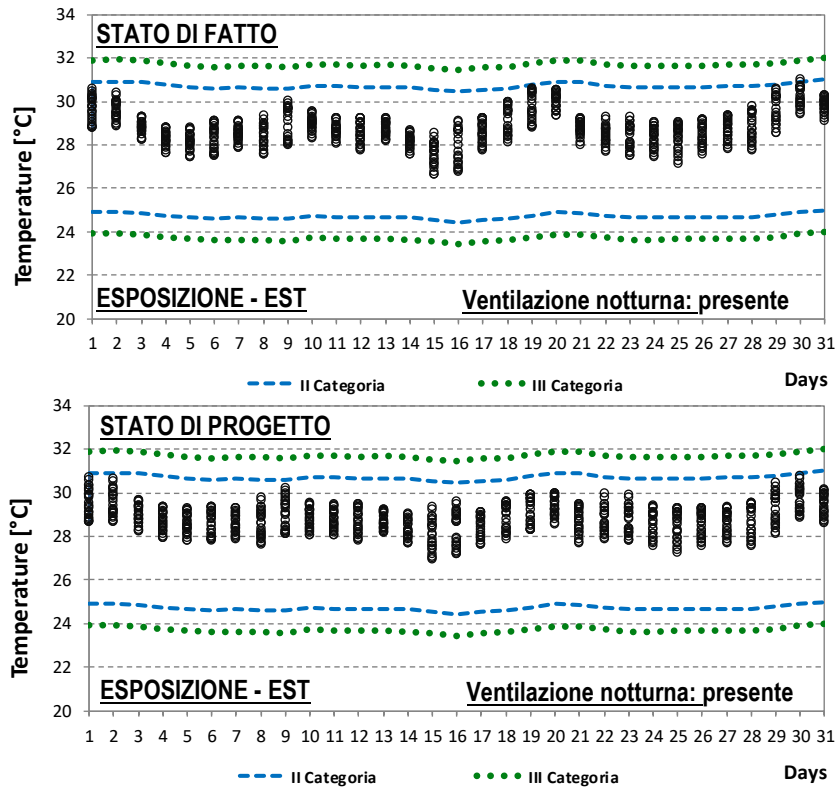 STATO DI FATTO
34
32
30
28
26
24
22
20
Temperature [°C]
ESPOSIZIONE - EST
Ventilazione notturna: presente
1 2 3 4 5 6 7 8 9 10 11 12 13 14 15 16 17 18 19 20 21 22 23 24 25 26 27 28 29 30 31
II Categoria III Categoria Days
STATO DI PROGETTO
34
32
30
28
26
24
22
20
Temperature [°C]
ESPOSIZIONE - EST
Ventilazione notturna: presente
1 2 3 4 5 6 7 8 9 10 11 12 13 14 15 16 17 18 19 20 21 22 23 24 25 26 27 28 29 30 31
II Categoria III Categoria Days